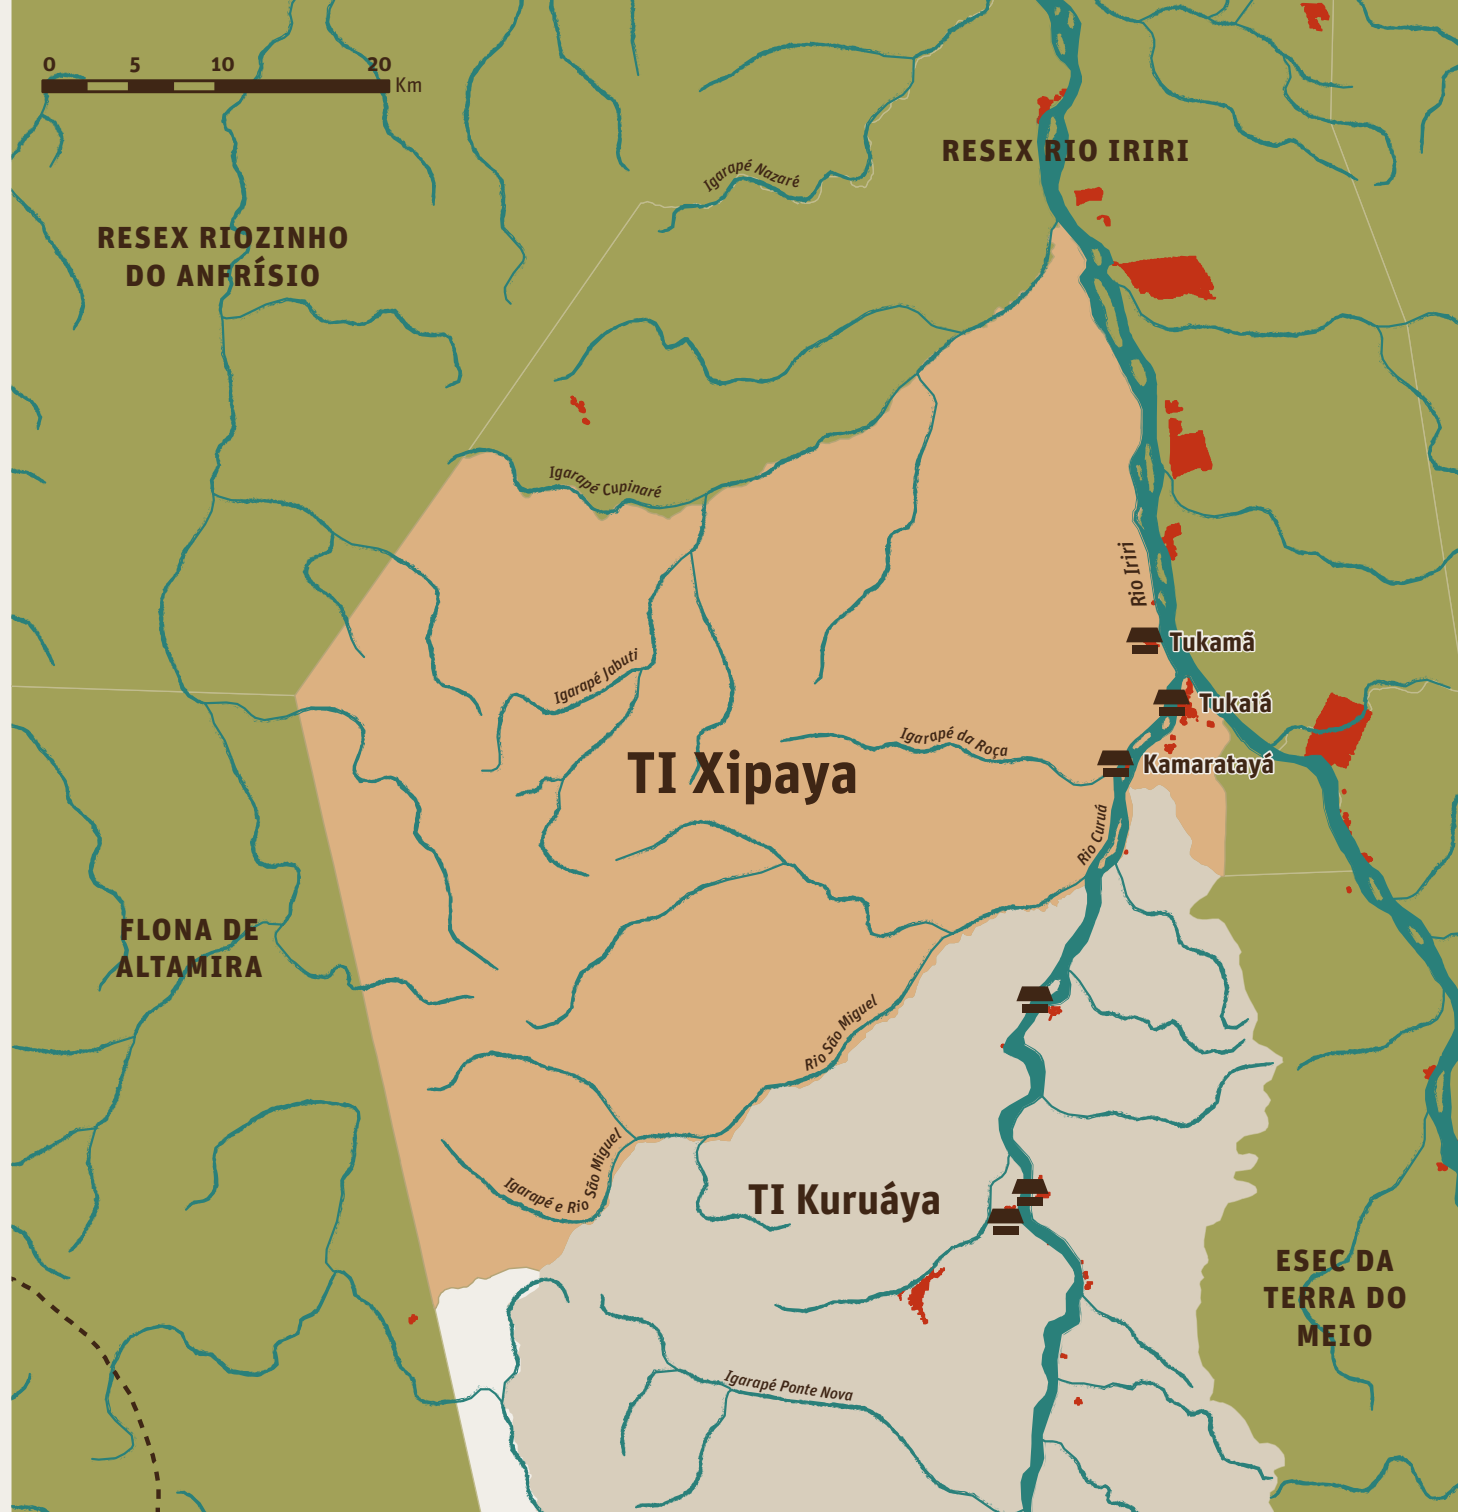 0 5 10 20
Km
RESEX RIO IRIRI
Igarapé Nazaré
RESEX RIOZINHO
DO ANFRÍSIO
Igarapé Cupinaré
Rio Iriri
Tukamã
Igarapé Jabuti
Tukaiá
Igarapé da Roça
TI Xipaya
Kamaratayá
Rio Curuá
FLONA DE
ALTAMIRA
Rio São Miguel
Igarapé e Rio São Miguel
TI Kuruáya
ESEC DA
TERRA DO
MEIO
Igarapé Ponte Nova